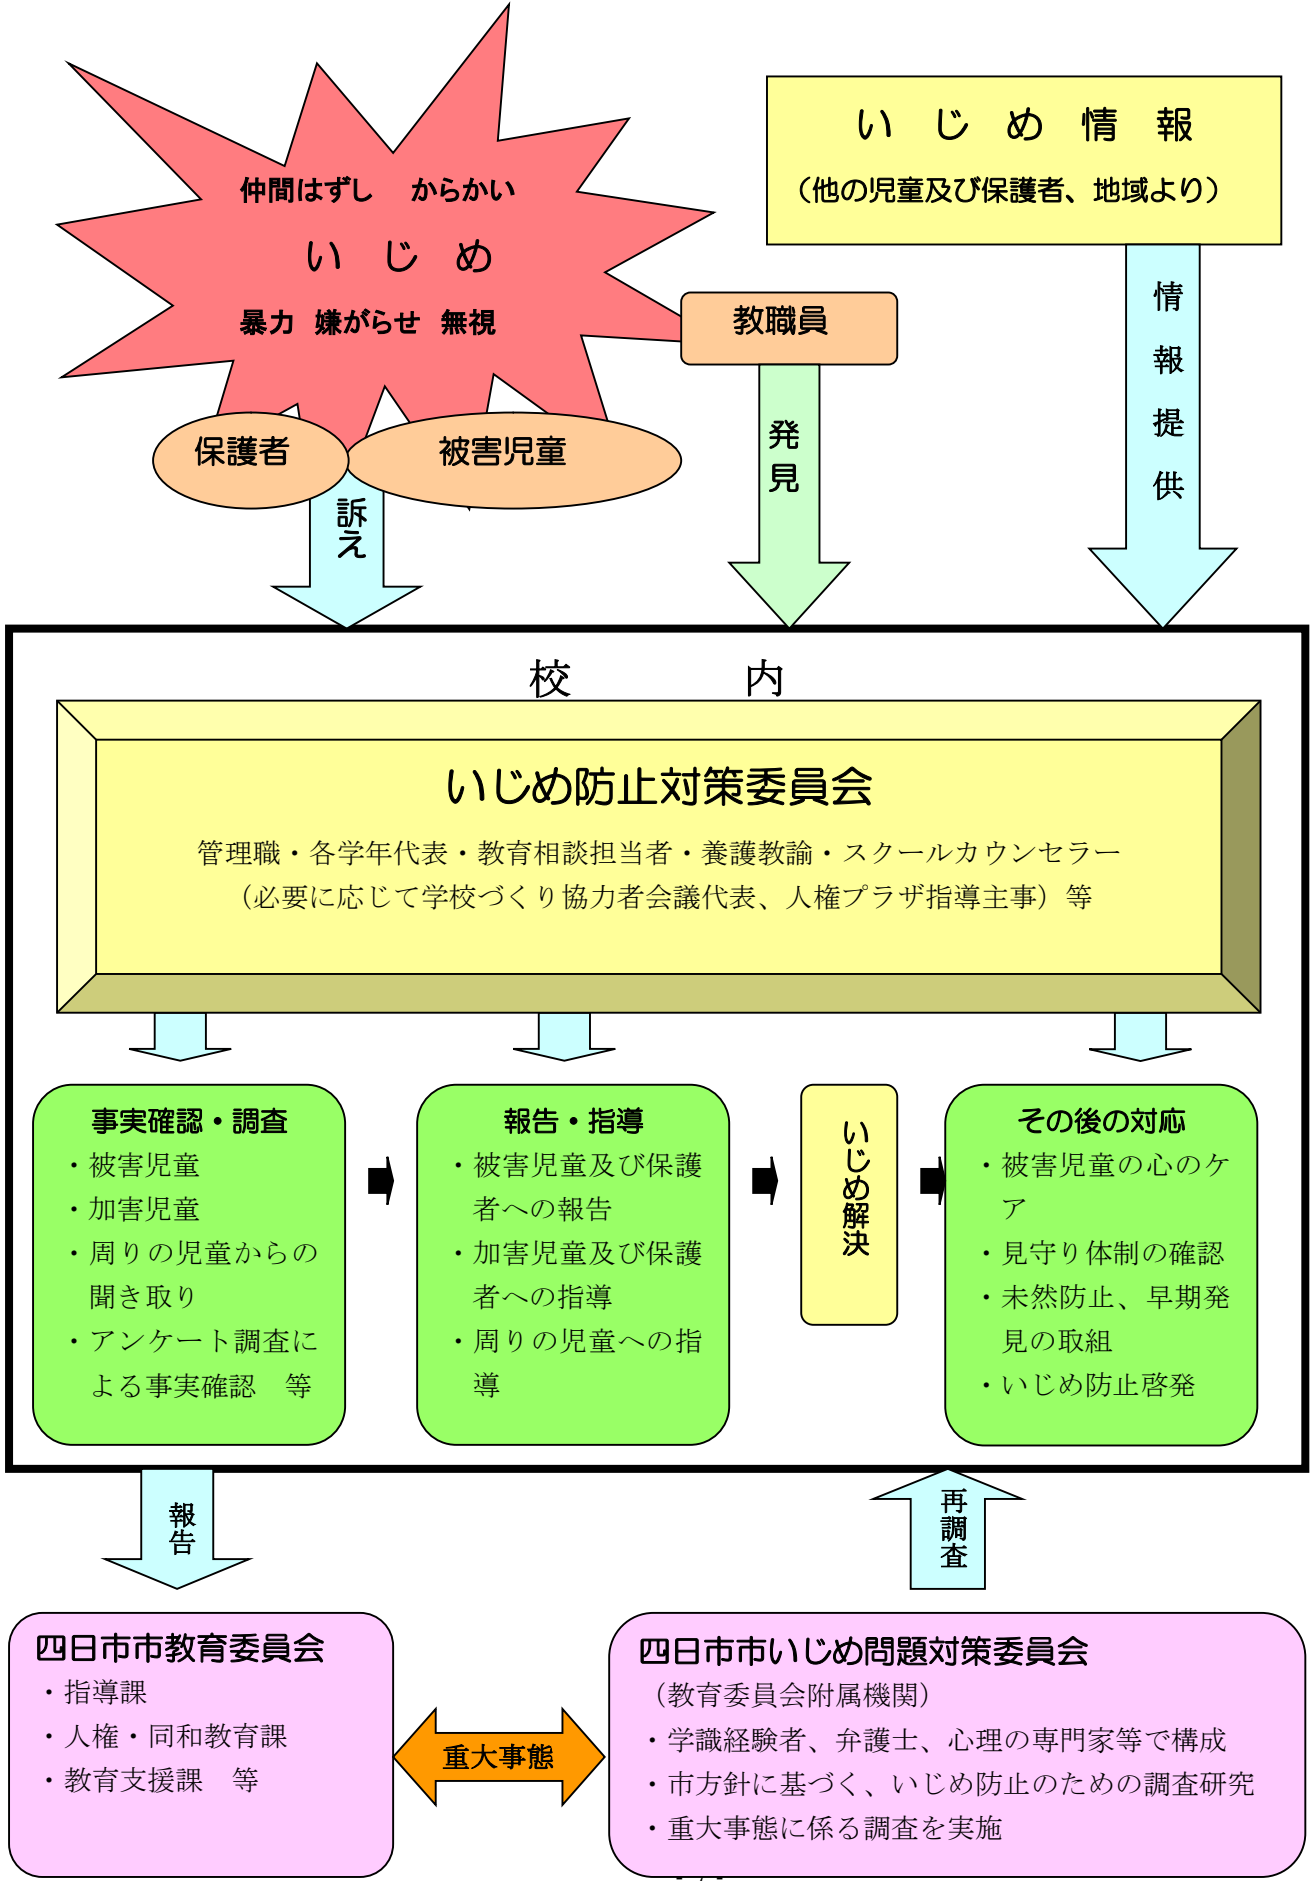 仲間はずし　からかい
い　じ　め
暴力　嫌がらせ　無視
い　じ　め　情　報
（他の児童及び保護者、地域より）
教職員
保護者
被害児童
訴え
発見
情報提供
校　　　　内
いじめ防止対策委員会
管理職・各学年代表・教育相談担当者・養護教諭・スクールカウンセラー
（必要に応じて学校づくり協力者会議代表、人権プラザ指導主事）等
事実確認・調査
・被害児童
・加害児童
・周りの児童からの
聞き取り
・アンケート調査に
よる事実確認　等
報告・指導
・被害児童及び保護
者への報告
・加害児童及び保護
者への指導
・周りの児童への指
導
いじめ解決
その後の対応
・被害児童の心のケ
ア
・見守り体制の確認
・未然防止、早期発
見の取組
・いじめ防止啓発
報告
再調査
四日市市教育委員会
・指導課
・人権・同和教育課
・教育支援課　等
重大事態
四日市市いじめ問題対策委員会
（教育委員会附属機関）
・学識経験者、弁護士、心理の専門家等で構成
・市方針に基づく、いじめ防止のための調査研究
・重大事態に係る調査を実施